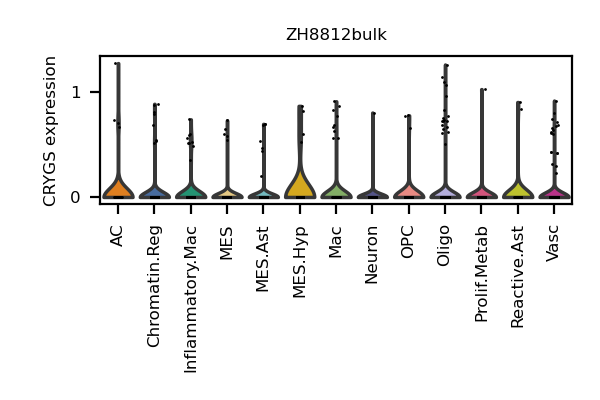 ZH8812bulk
CRYGS expression
1
0
AC
Chromatin.Reg
Inflammatory.Mac
MES
MES.Ast
MES.Hyp
Mac
Neuron
OPC
Oligo
Prolif.Metab
Reactive.Ast
Vasc